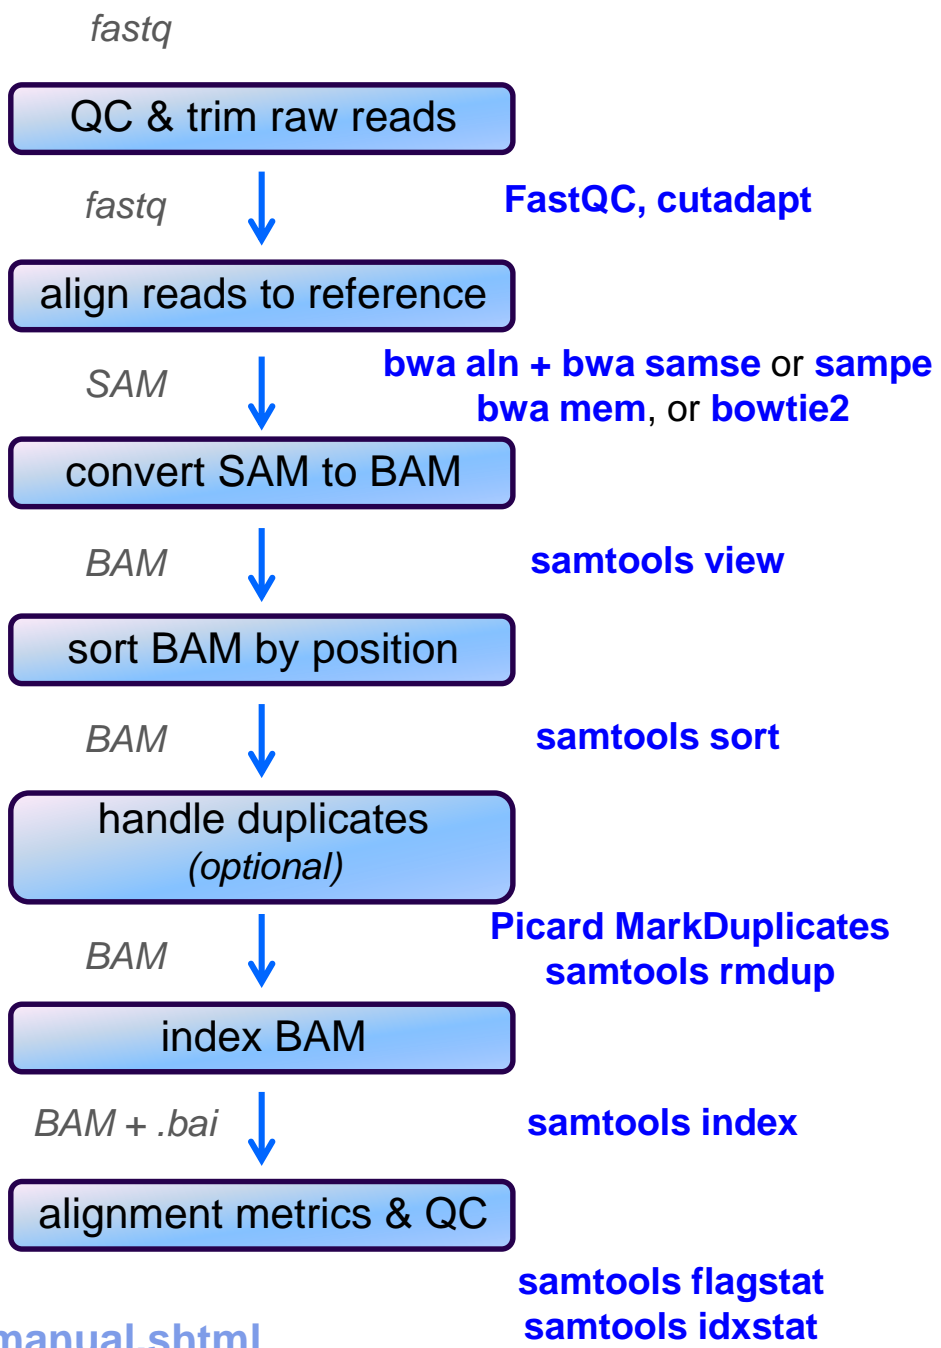 fastq
QC & trim raw reads
fastq
FastQC, cutadapt
align reads to reference
SAM
bwa aln + bwa samse or sampe
bwa mem, or bowtie2
convert SAM to BAM
BAM
samtools view
sort BAM by position
BAM
samtools sort
handle duplicates
(optional)
BAM
Picard MarkDuplicates
samtools rmdup
index BAM
BAM + .bai
samtools index
alignment metrics & QC
samtools flagstat
samtools idxstat
manual.shtml